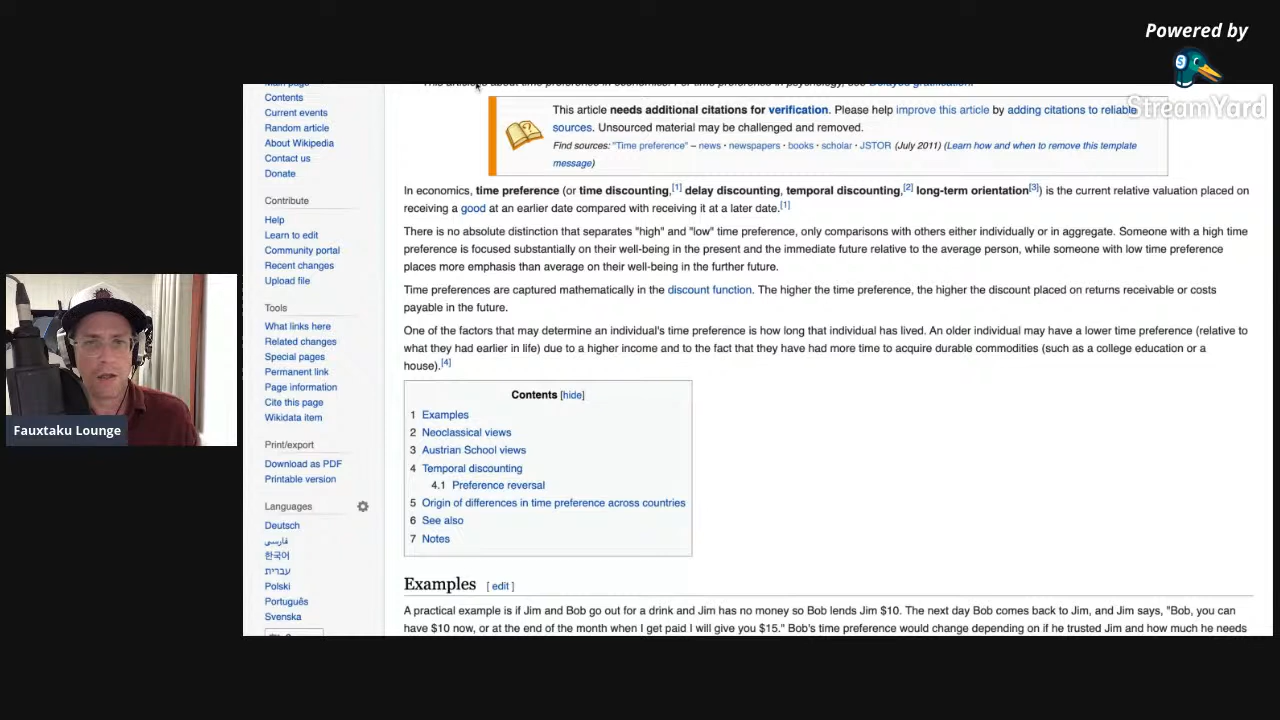 Powered by
StreamYard
Main page
This article is about time preference in economics. For time preference in psychology, see Delayed gratification.
Contents
Current events
Random article
About Wikipedia
Contact us
Donate
This article needs additional citations for verification. Please help improve this article by adding citations to reliable
sources. Unsourced material may be challenged and removed.
Find sources: "Time preference" – news · newspapers · books · scholar · JSTOR (July 2011) (Learn how and when to remove this template
message)
In economics, time preference (or time discounting,[1] delay discounting, temporal discounting,[2] long-term orientation[3]) is the current relative valuation placed on
receiving a good at an earlier date compared with receiving it at a later date.[1]
There is no absolute distinction that separates "high" and "low" time preference, only comparisons with others either individually or in aggregate. Someone with a high time
preference is focused substantially on their well-being in the present and the immediate future relative to the average person, while someone with low time preference
places more emphasis than average on their well-being in the further future.
Time preferences are captured mathematically in the discount function. The higher the time preference, the higher the discount placed on returns receivable or costs
payable in the future.
One of the factors that may determine an individual's time preference is how long that individual has lived. An older individual may have a lower time preference (relative to
what they had earlier in life) due to a higher income and to the fact that they have had more time to acquire durable commodities (such as a college education or a
house).[4]
Contribute
Help
Learn to edit
Community portal
Recent changes
Upload file
Tools
What links here
Related changes
Special pages
Permanent link
Page information
Cite this page
Wikidata item
Print/export
Download as PDF
Printable version
Languages
Deutsch
فارسی
한국어
עברית
Polski
Português
Svenska
Contents [hide]
1 Examples
2 Neoclassical views
3 Austrian School views
4 Temporal discounting
4.1 Preference reversal
5 Origin of differences in time preference across countries
6 See also
7 Notes
Examples [ edit ]
A practical example is if Jim and Bob go out for a drink and Jim has no money so Bob lends Jim $10. The next day Bob comes back to Jim, and Jim says, "Bob, you can
have $10 now, or at the end of the month when I get paid I will give you $15." Bob's time preference would change depending on if he trusted Jim and how much he needs
Fauxtaku Lounge